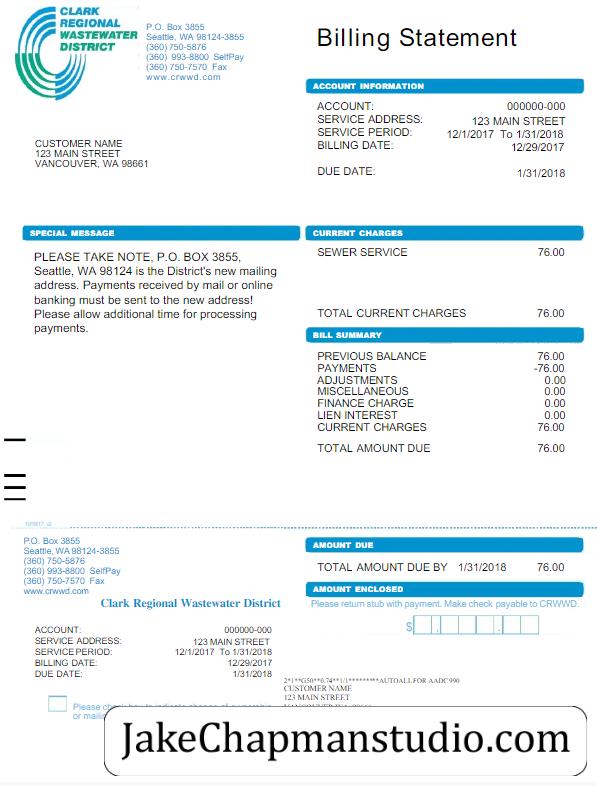 CLARK
REGIONAL
WASTEWATER
DISTRICT
P.O. Box 3855
Seattle, WA 98124-3855
(360) 750-5876
(360) 993-8800 SelfPay
(360) 750-7570 Fax
www.crwwd.com
Billing Statement
ACCOUNT INFORMATION
ACCOUNT: 000000-000
SERVICE ADDRESS: 123 MAIN STREET
SERVICE PERIOD: 12/1/2017 To 1/31/2018
BILLING DATE: 12/29/2017
DUE DATE: 1/31/2018
CUSTOMER NAME
123 MAIN STREET
VANCOUVER, WA 98661
SPECIAL MESSAGE
PLEASE TAKE NOTE, P.O. BOX 3855,
Seattle, WA 98124 is the District's new mailing
address. Payments received by mail or online
banking must be sent to the new address!
Please allow additional time for processing
payments.
CURRENT CHARGES
SEWER SERVICE 76.00
TOTAL CURRENT CHARGES 76.00
BILL SUMMARY
PREVIOUS BALANCE 76.00
PAYMENTS -76.00
ADJUSTMENTS 0.00
MISCELLANEOUS 0.00
FINANCE CHARGE 0.00
LIEN INTEREST 0.00
CURRENT CHARGES 76.00
TOTAL AMOUNT DUE 76.00
P.O. Box 3855
Seattle, WA 98124-3855
(360) 750-5876
(360) 993-8800 SelfPay
(360) 750-7570 Fax
www.crwwd.com
Clark Regional Wastewater District
ACCOUNT: 000000-000
SERVICE ADDRESS: 123 MAIN STREET
SERVICE PERIOD: 12/1/2017 To 1/31/2018
BILLING DATE: 12/29/2017
DUE DATE: 1/31/2018
AMOUNT DUE
TOTAL AMOUNT DUE BY 1/31/2018 76.00
AMOUNT ENCLOSED
Please return stub with payment. Make check payable to CRWWD.
$ , .
2*1**G50**0.74**1/1*********AUTOALL FOR AADC 990
CUSTOMER NAME
123 MAIN STREET
Please
or
JakeChapmanstudio.com